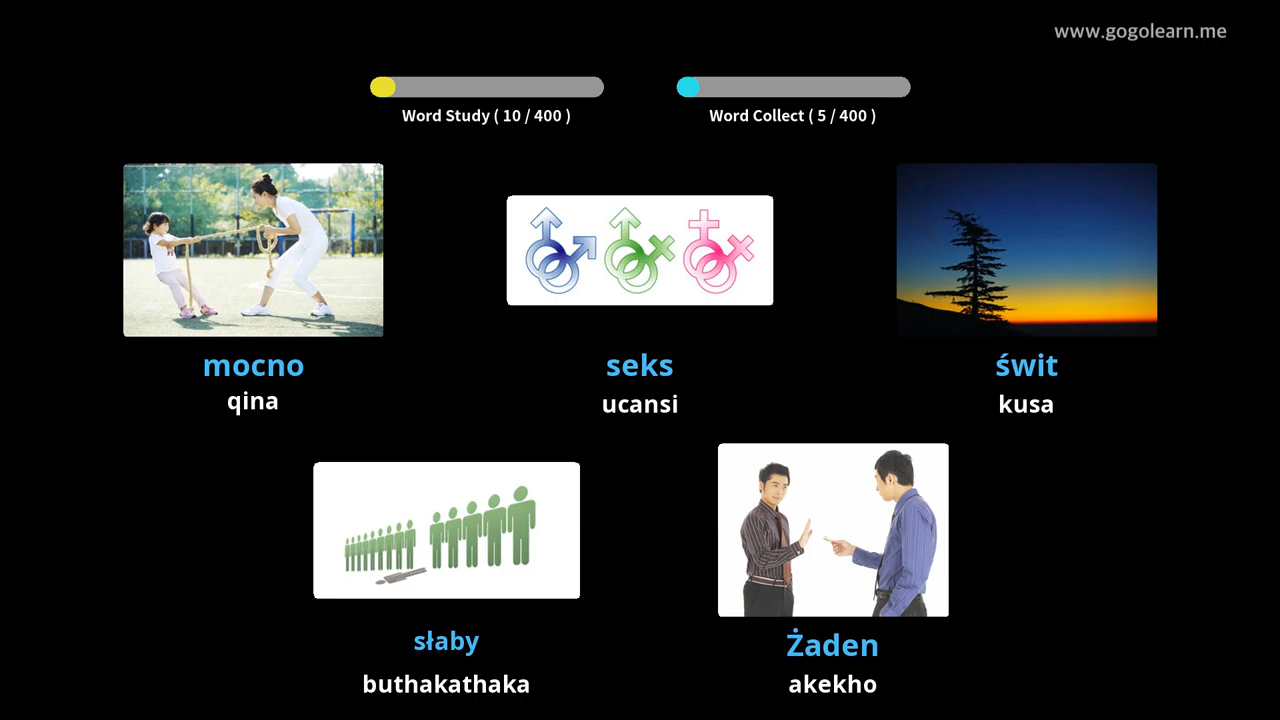 www.gogolearn.me
Word Study ( 10 / 400 )
Word Collect ( 5 / 400 )
mocno
qina
seks
ucansi
świt
kusa
słaby
buthakathaka
Żaden
akekho